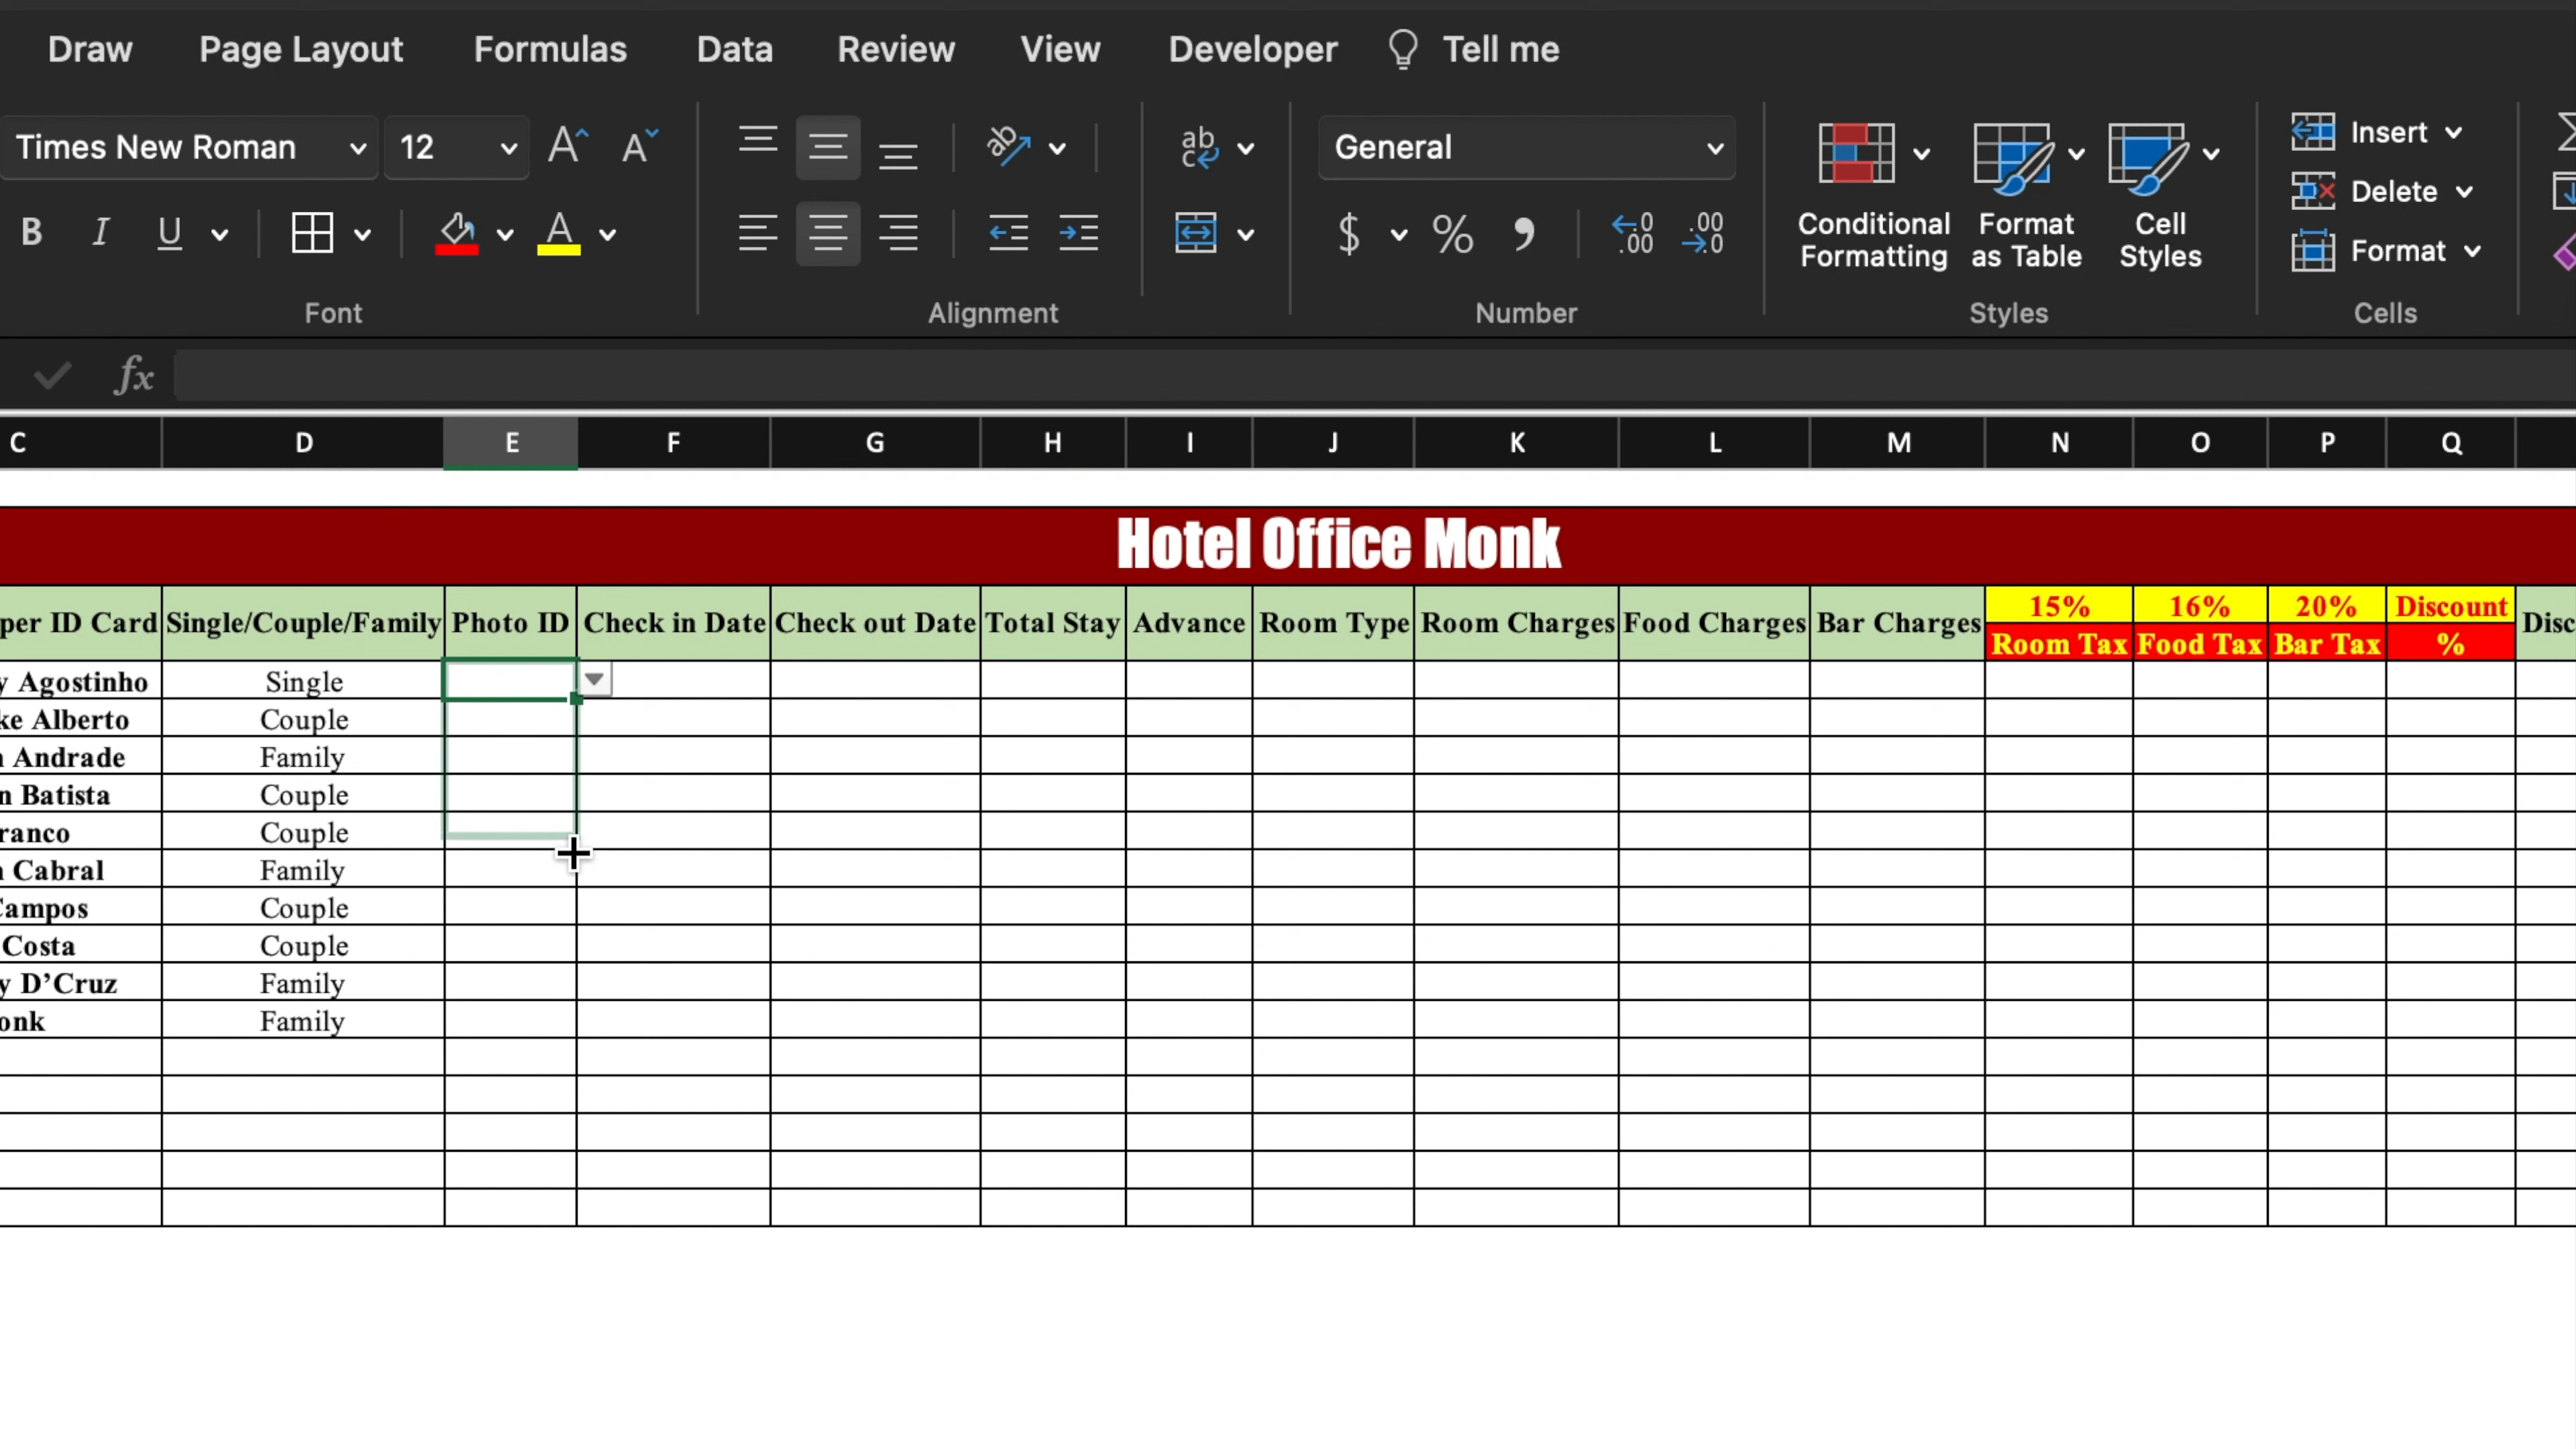 Draw Page Layout Formulas Data Review View Developer Tell me
Times New Roman 12 General
Insert
Delete
Format
Conditional Formatting
Format as Table
Cell Styles
Font Alignment Number Styles Cells
fx
C D E F G H I J K L M N O P Q
Hotel Office Monk
per ID Card Single/Couple/Family Photo ID Check in Date Check out Date Total Stay Advance Room Type Room Charges Food Charges Bar Charges 15% 16% 20% Discount Disc
Room Tax Food Tax Bar Tax %
y Agostinho Single
ke Alberto Couple
Andrade Family
n Batista Couple
ranco Couple
Cabral Family
Campos Couple
Costa Couple
y D’Cruz Family
onk Family